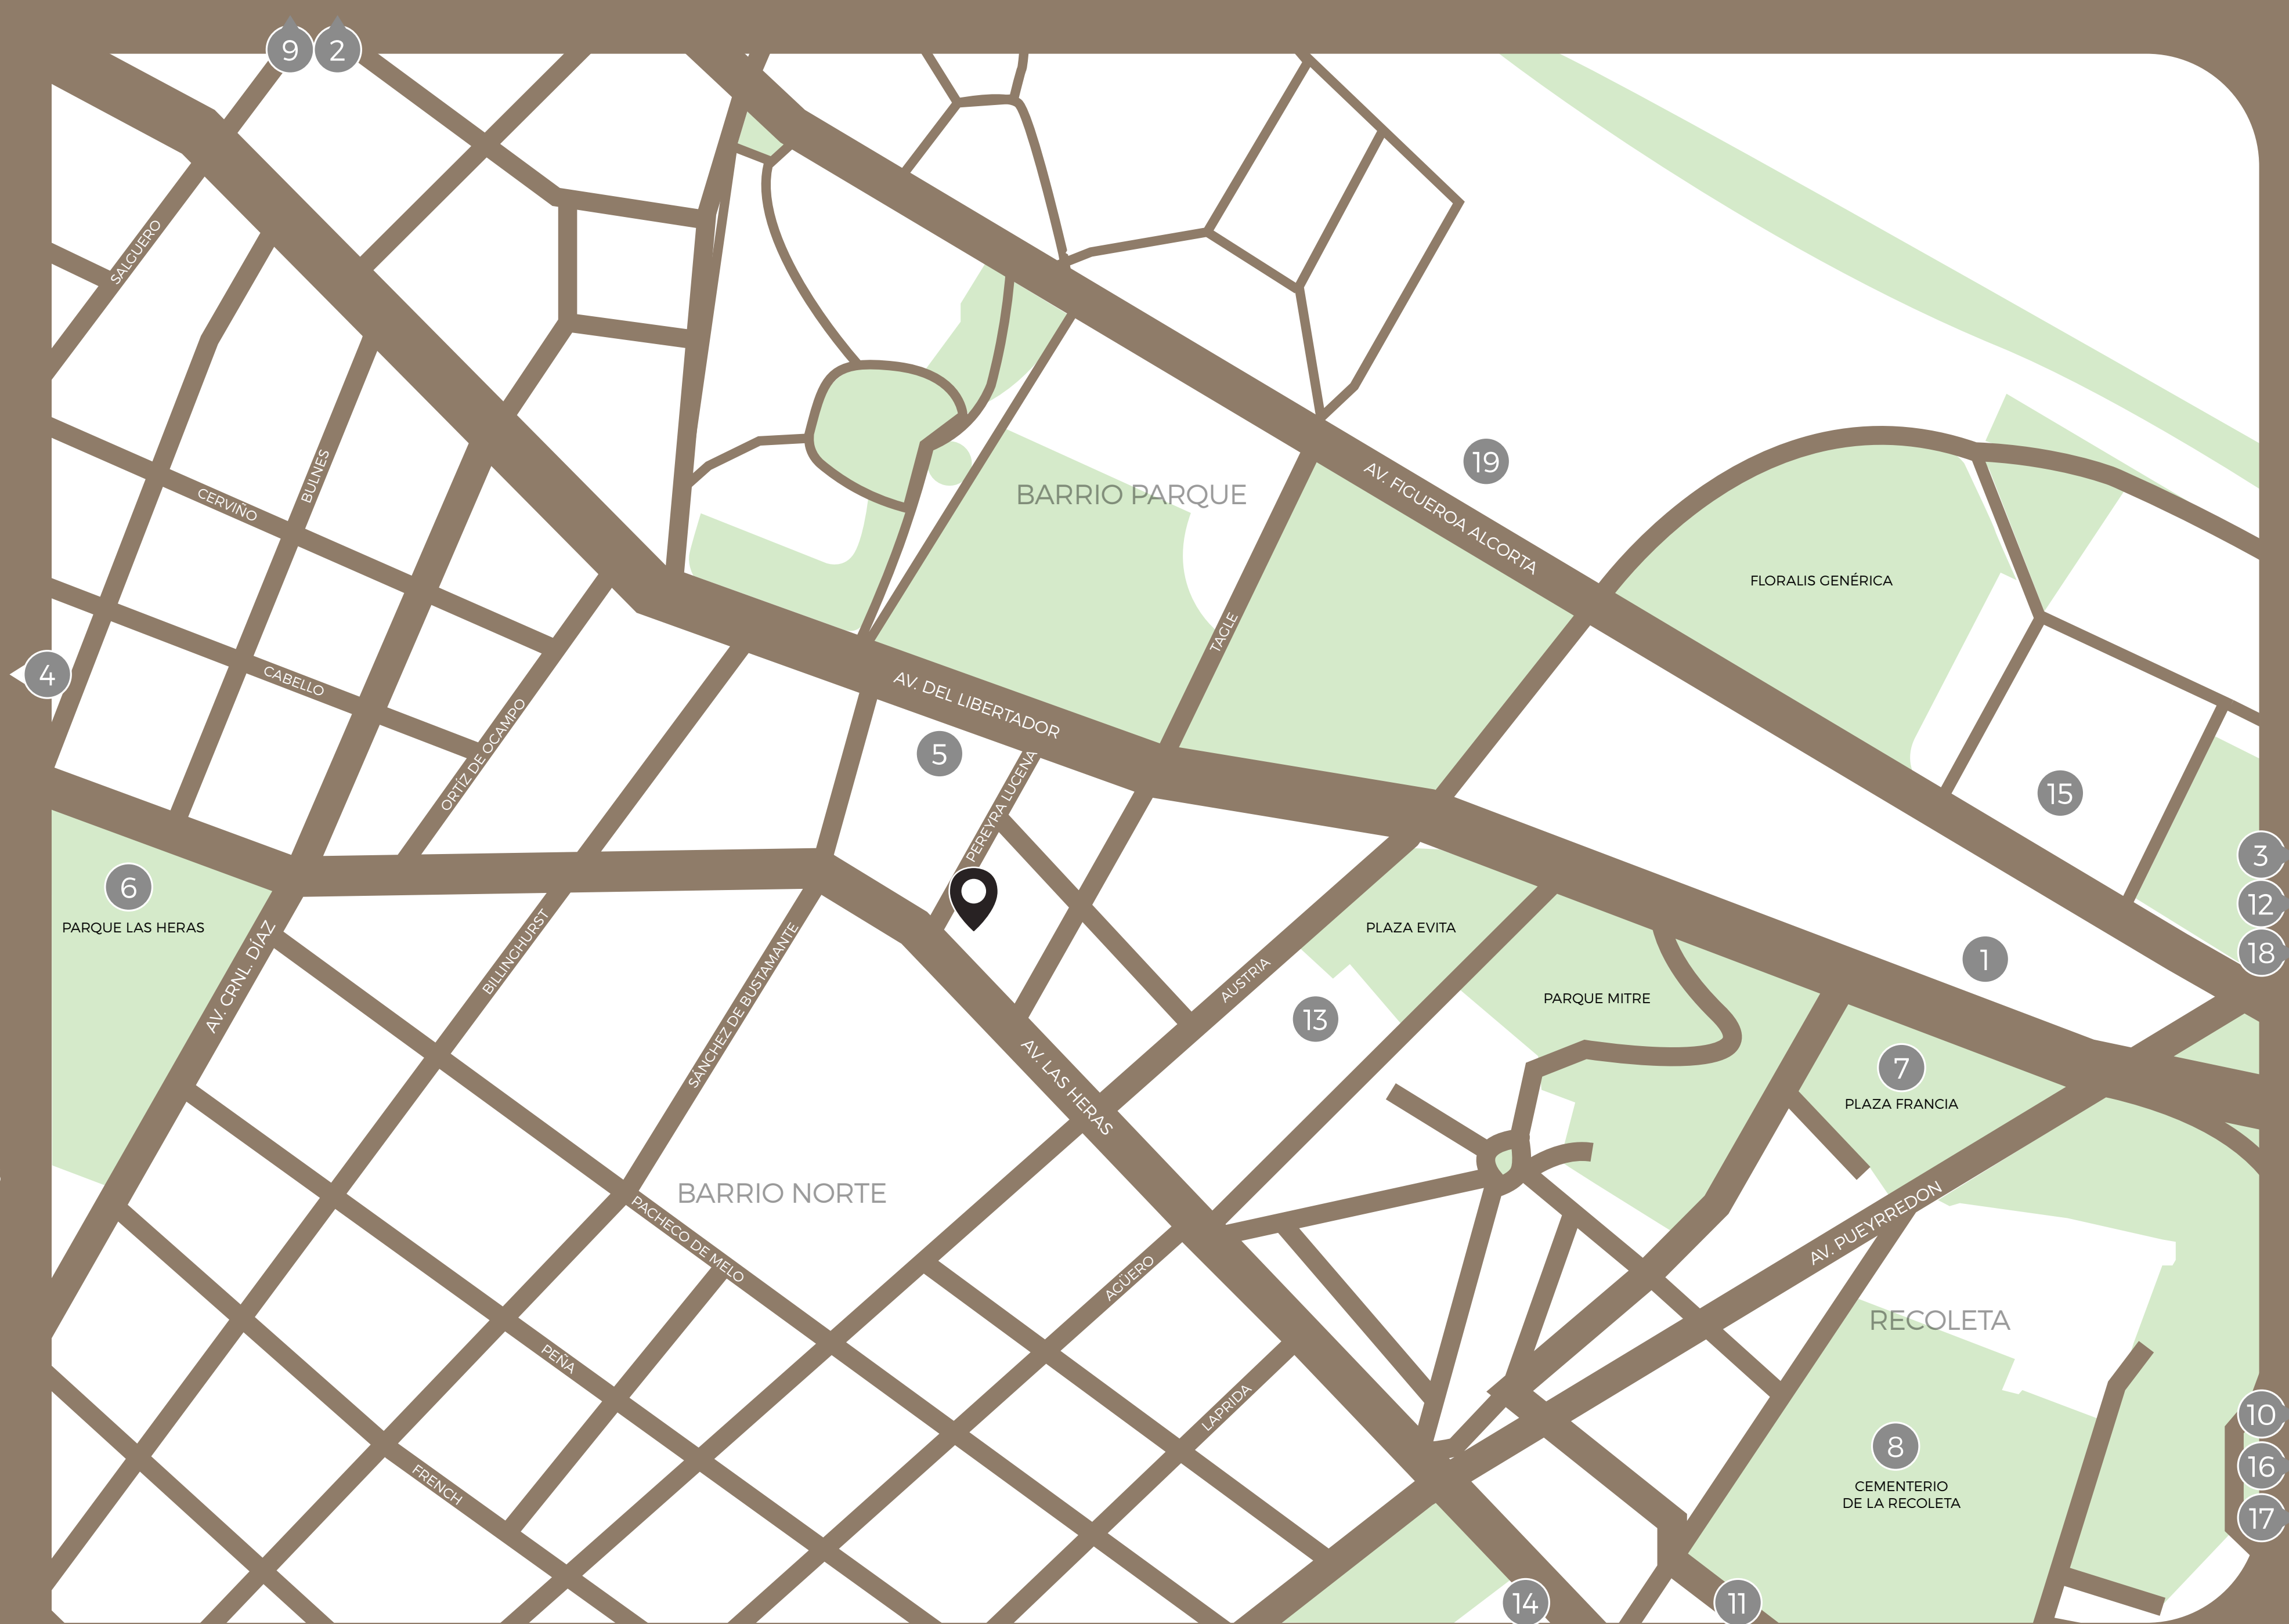 9
2
SALGUERO
BULNES
CERVIÑO
CABELLO
ORTÍZ DE OCAMPO
4
BARRIO PARQUE
19
AV. FIGUEROA ALCORTA
FLORALIS GENÉRICA
TAGLE
AV. DEL LIBERTADOR
5
PEREYRA LUCENA
15
3
12
18
6
PARQUE LAS HERAS
AV. CRNL. DÍAZ
BILLINGHURST
SANCHEZ DE BUSTAMANTE
AV. LAS HERAS
AUSTRIA
PLAZA EVITA
13
PARQUE MITRE
1
7
PLAZA FRANCIA
BARRIO NORTE
PACHECO DE MELO
AGÜERO
AV. PUEYRREDON
RECOLETA
PEÑA
LAPRIDA
FRENCH
8
CEMENTERIO
DE LA RECOLETA
10
16
17
14
11